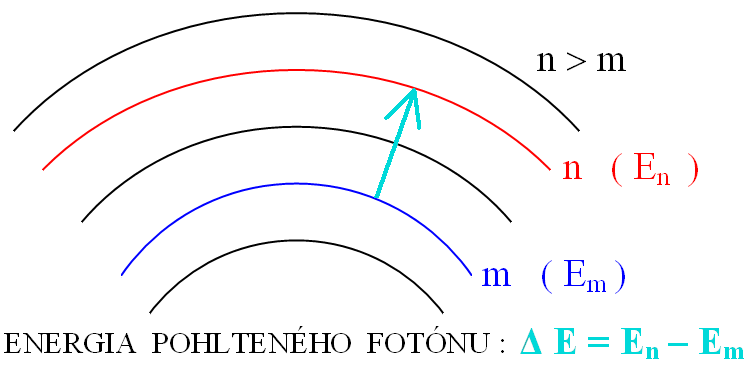 n > m
n ( Eₙ )
m ( Eₘ )
ENERGIA POHLTENÉHO FOTÓNU : Δ E = Eₙ – Eₘ